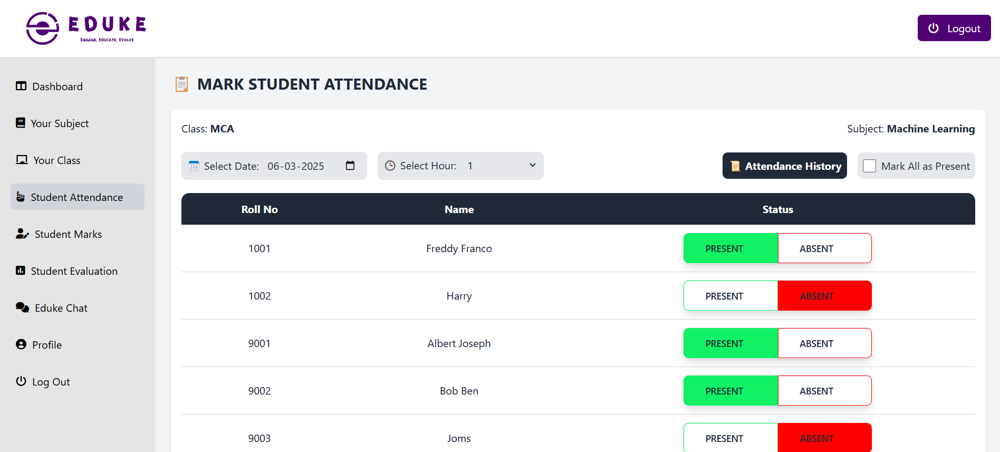 EDUKE
Engage, Educate, Evolve
Logout
Dashboard
Your Subject
Your Class
Student Attendance
Student Marks
Student Evaluation
Eduke Chat
Profile
Log Out
MARK STUDENT ATTENDANCE
Class: MCA
Subject: Machine Learning
Select Date: 06-03-2025
Select Hour: 1
Attendance History
Mark All as Present
Roll No Name Status
1001 Freddy Franco PRESENT ABSENT
1002 Harry PRESENT ABSENT
9001 Albert Joseph PRESENT ABSENT
9002 Bob Ben PRESENT ABSENT
9003 Joms PRESENT ABSENT